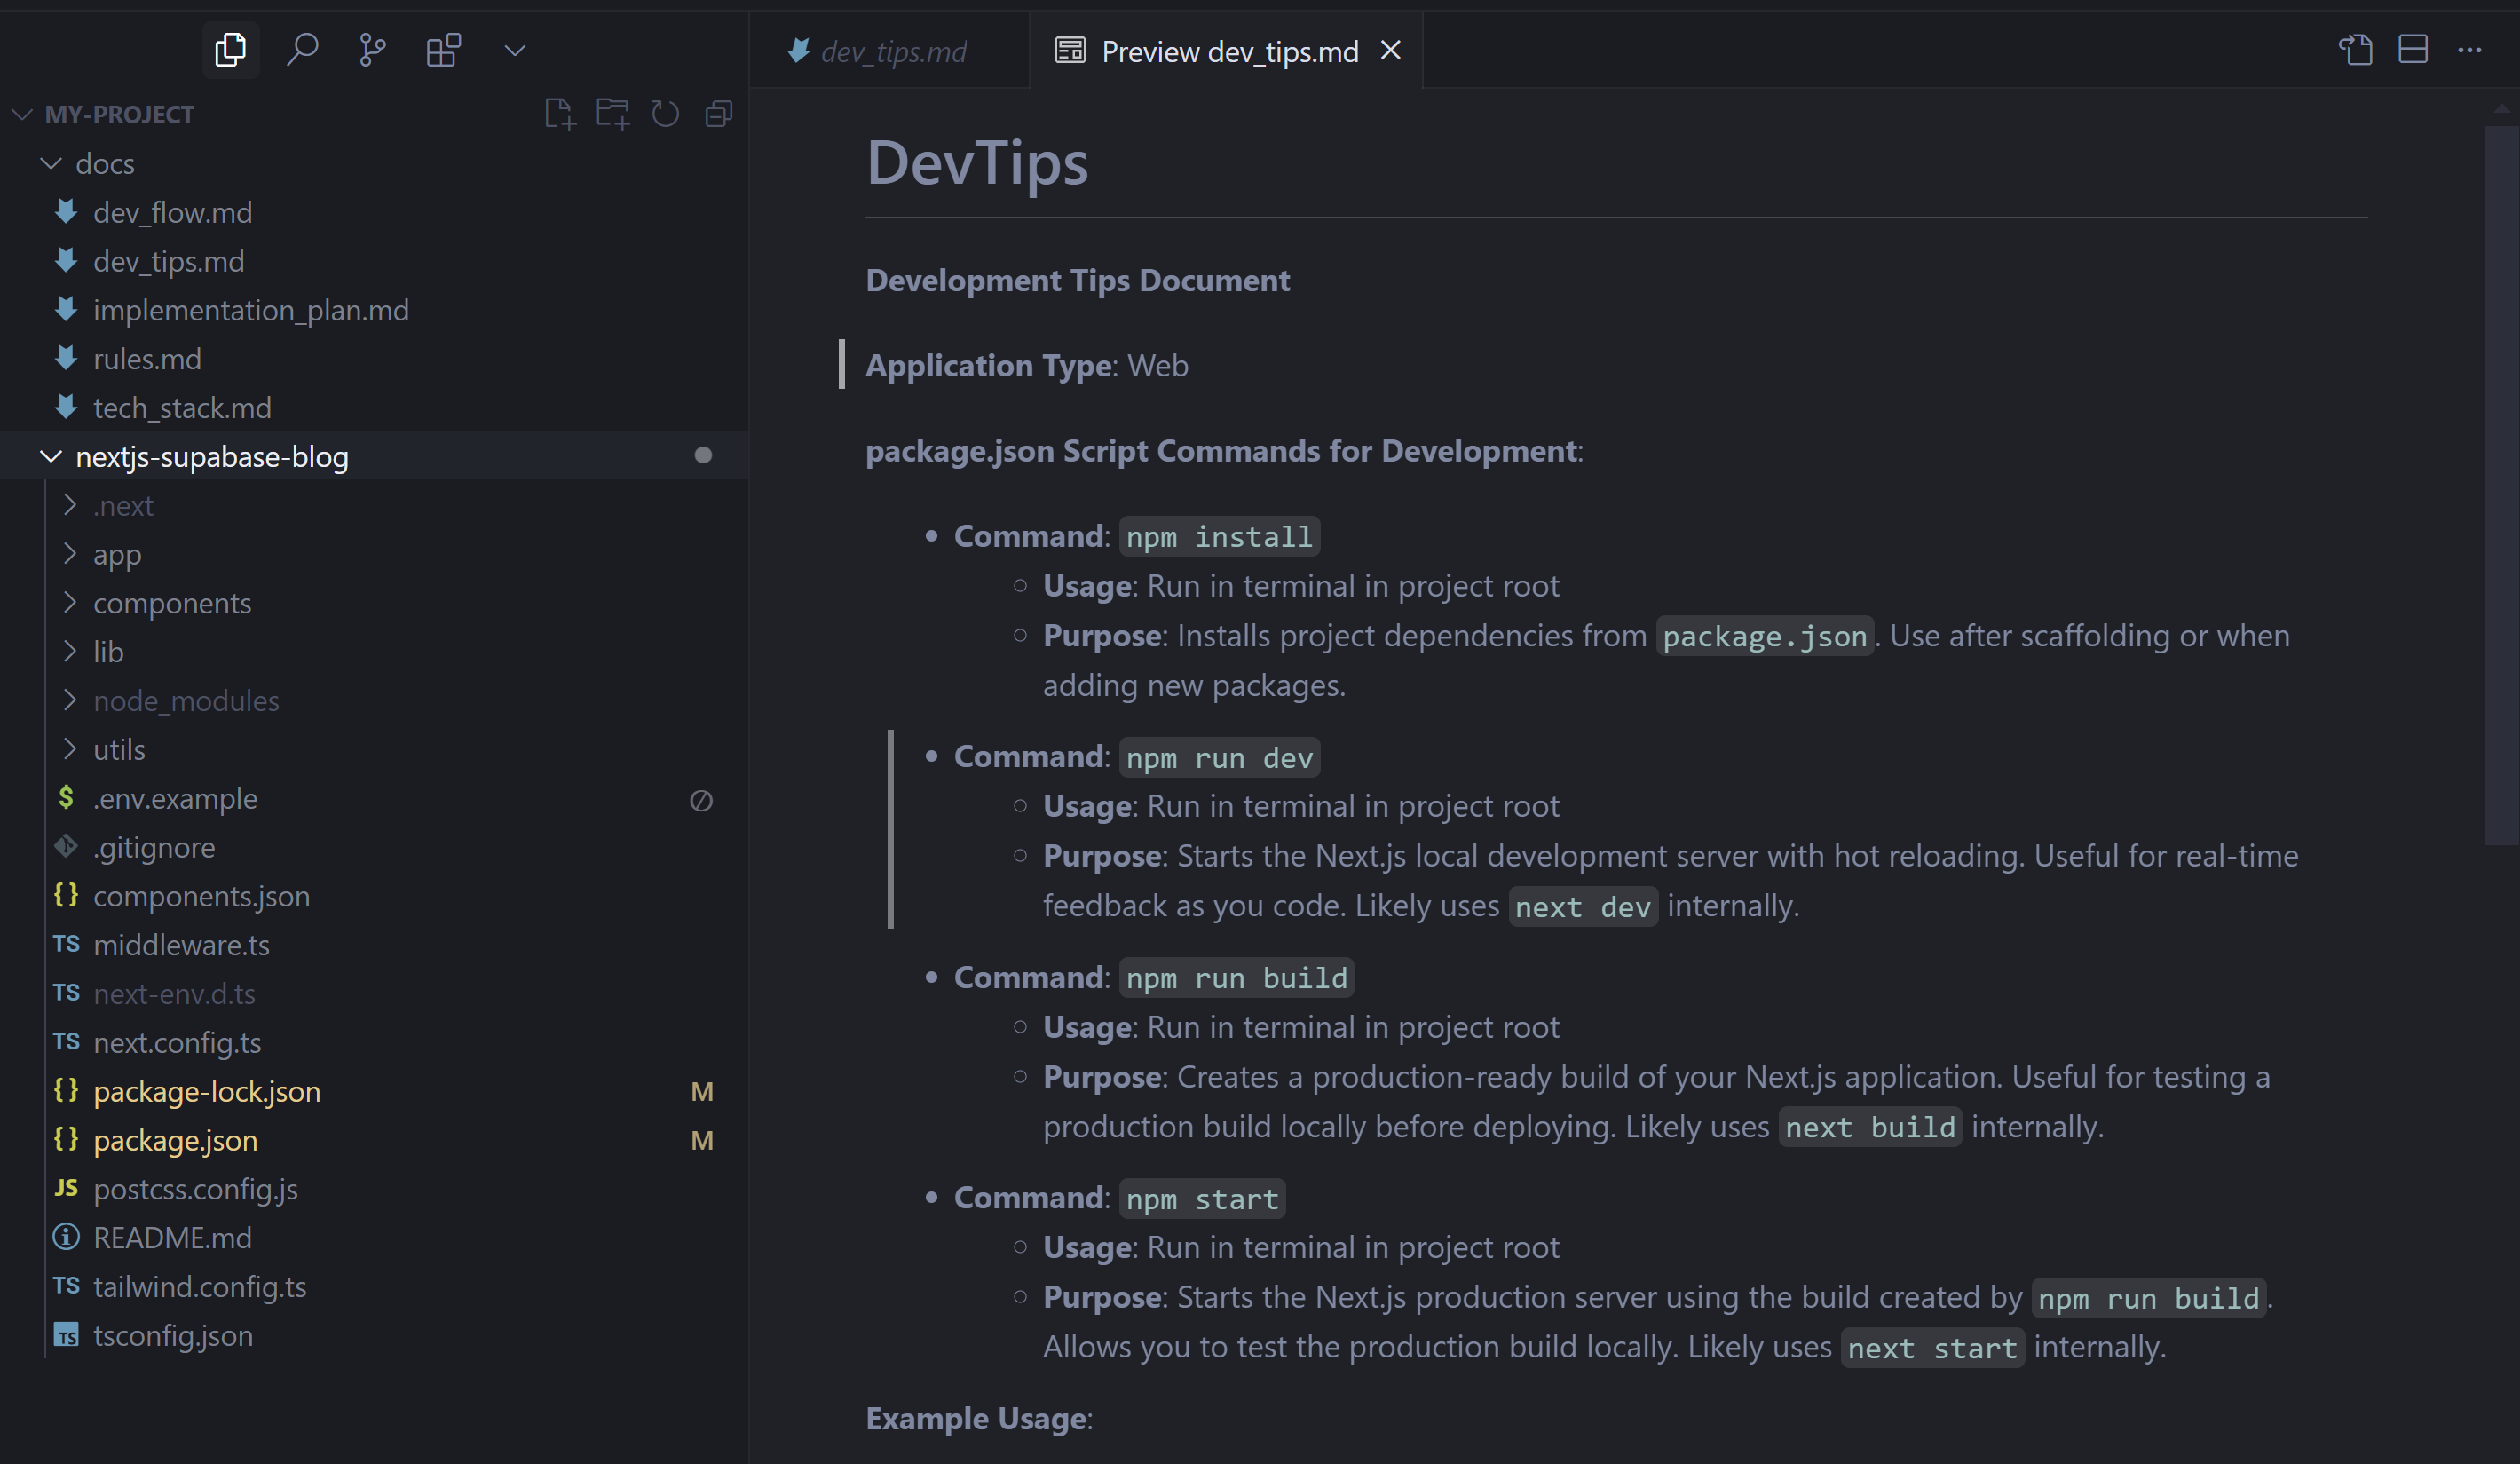 dev_tips.md
Preview dev_tips.md
MY-PROJECT
docs
dev_flow.md
dev_tips.md
implementation_plan.md
rules.md
tech_stack.md
nextjs-supabase-blog
.next
app
components
lib
node_modules
utils
$ .env.example
.gitignore
{} components.json
TS middleware.ts
TS next-env.d.ts
TS next.config.ts
{} package-lock.json M
{} package.json M
JS postcss.config.js
README.md
TS tailwind.config.ts
TS tsconfig.json
DevTips
Development Tips Document
Application Type: Web
package.json Script Commands for Development:
Command: npm install
Usage: Run in terminal in project root
Purpose: Installs project dependencies from package.json. Use after scaffolding or when
adding new packages.
Command: npm run dev
Usage: Run in terminal in project root
Purpose: Starts the Next.js local development server with hot reloading. Useful for real-time
feedback as you code. Likely uses next dev internally.
Command: npm run build
Usage: Run in terminal in project root
Purpose: Creates a production-ready build of your Next.js application. Useful for testing a
production build locally before deploying. Likely uses next build internally.
Command: npm start
Usage: Run in terminal in project root
Purpose: Starts the Next.js production server using the build created by npm run build.
Allows you to test the production build locally. Likely uses next start internally.
Example Usage: